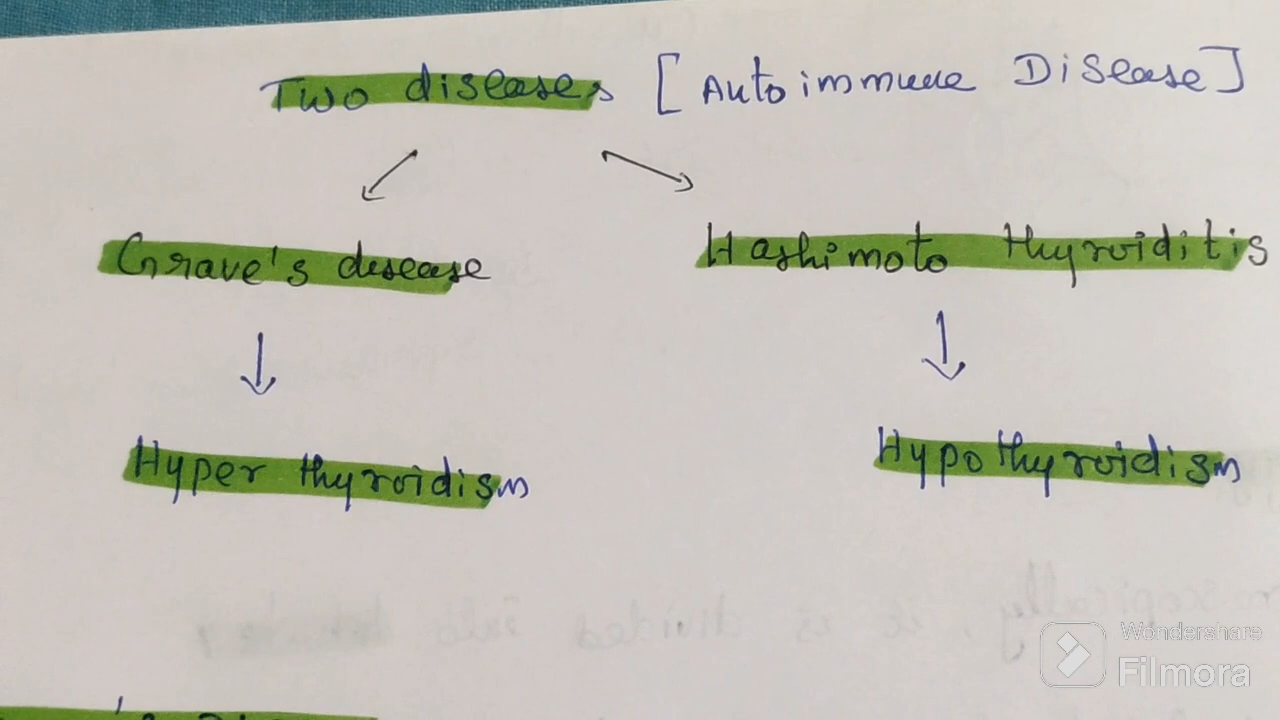 Two diseases [Autoimmune Disease]
Grave's disease
Hashimoto thyroiditis
Hyper thyroidism
Hypothyroidism
Wondershare
Filmora